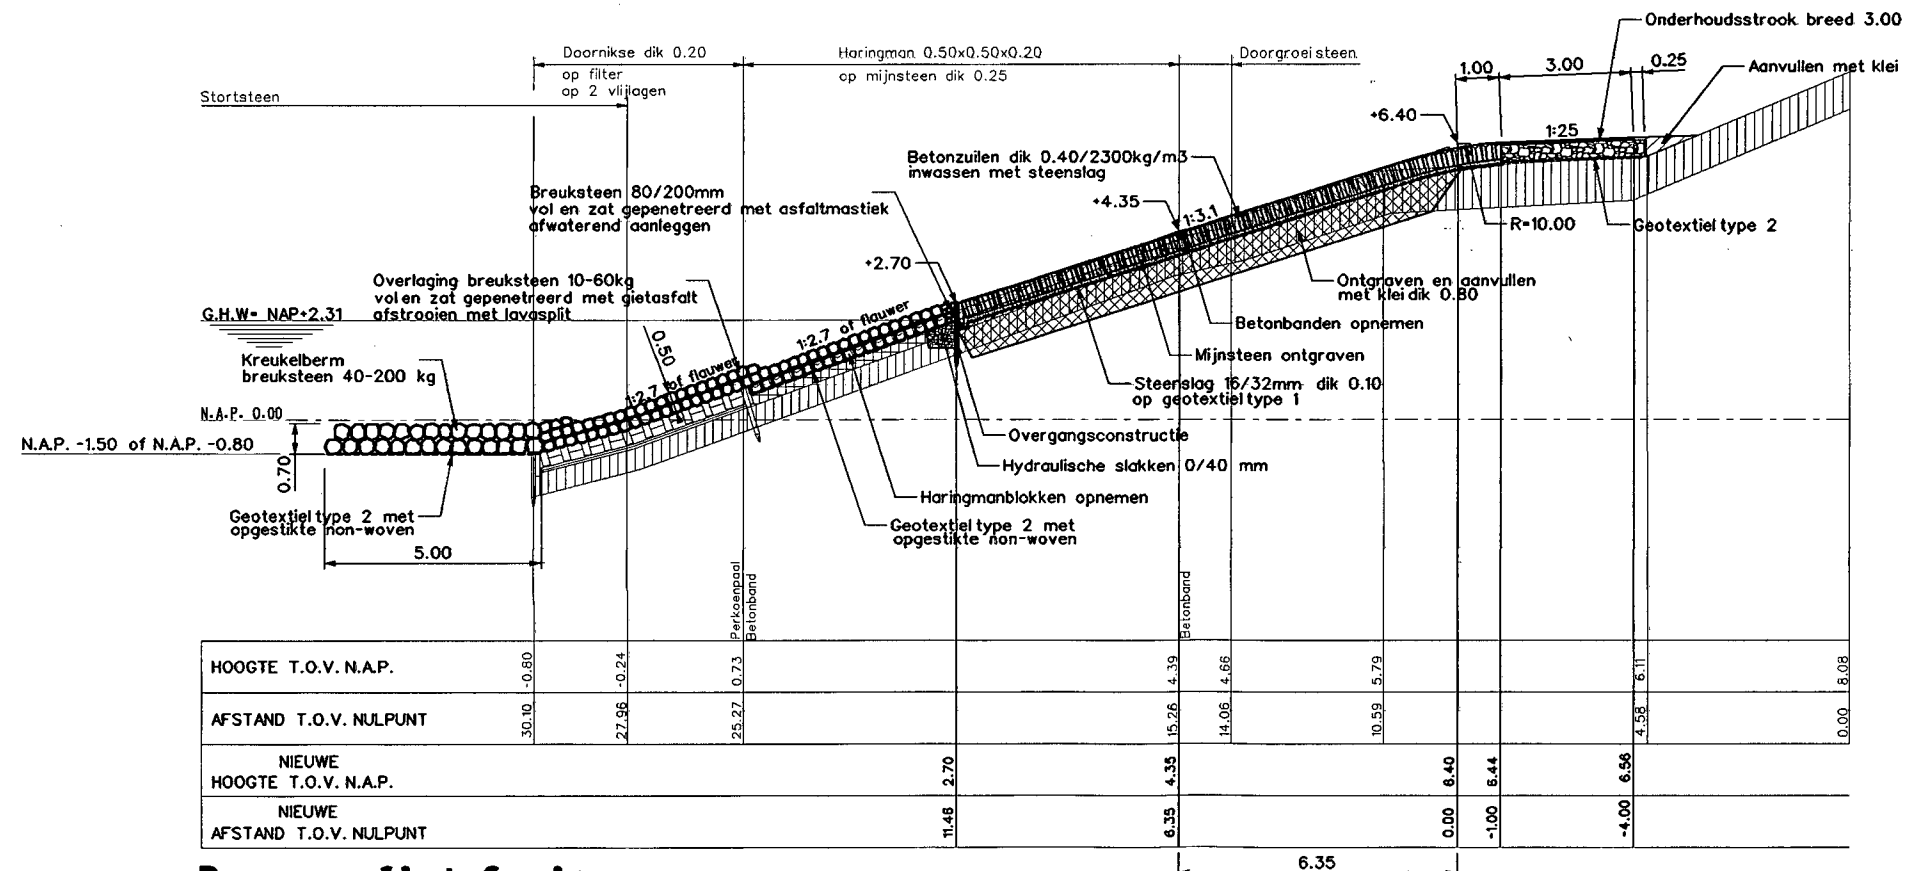 Onderhoudsstrook breed 3.00
Doornikse dik 0.20
op filter
op 2 vlijlagen
Haringman 0.50x0.50x0.20
op mijnsteen dik 0.25
Doorgroeisteen
1.00
3.00
0.25
Aanvullen met klei
Stortsteen
+6.40
1:25
Betonzuilen dik 0.40/2300kg/m3
inwassen met steenslag
Breuksteen 80/200mm
vol en zat gepenetreerd met asfaltmastiek
afwaterend aanleggen
+4.35
1:3.1
R=10.00
Geotextiel type 2
+2.70
Overlaging breuksteen 10-60kg
vol en zat gepenetreerd met gietasfalt
afstrooien met lavasplit
Ontgraven en aanvullen
met klei dik 0.80
G.H.W= NAP+2.31
1:2.7 of flauwer
Betonbanden opnemen
0.50
Kreukelberm
breuksteen 40-200 kg
Mijnsteen ontgraven
1:2.7 of flauwer
Steenslag 16/32mm dik 0.10
op geotextiel type 1
N.A.P. 0.00
N.A.P. -1.50 of N.A.P. -0.80
Overgangsconstructie
0.70
Hydraulische slakken 0/40 mm
Haringmanblokken opnemen
Geotextiel type 2 met
opgestikte non-woven
Geotextiel type 2 met
opgestikte non-woven
5.00
Perkoenpaal
Betonband
Betonband
HOOGTE T.O.V. N.A.P.
-0.80
-0.24
0.73
4.39
4.66
5.79
6.11
8.08
AFSTAND T.O.V. NULPUNT
30.10
27.96
25.27
15.26
14.06
10.59
4.58
0.00
NIEUWE
HOOGTE T.O.V. N.A.P.
2.70
4.35
6.40
6.44
6.56
NIEUWE
AFSTAND T.O.V. NULPUNT
11.46
6.35
0.00
-1.00
-4.00
6.35